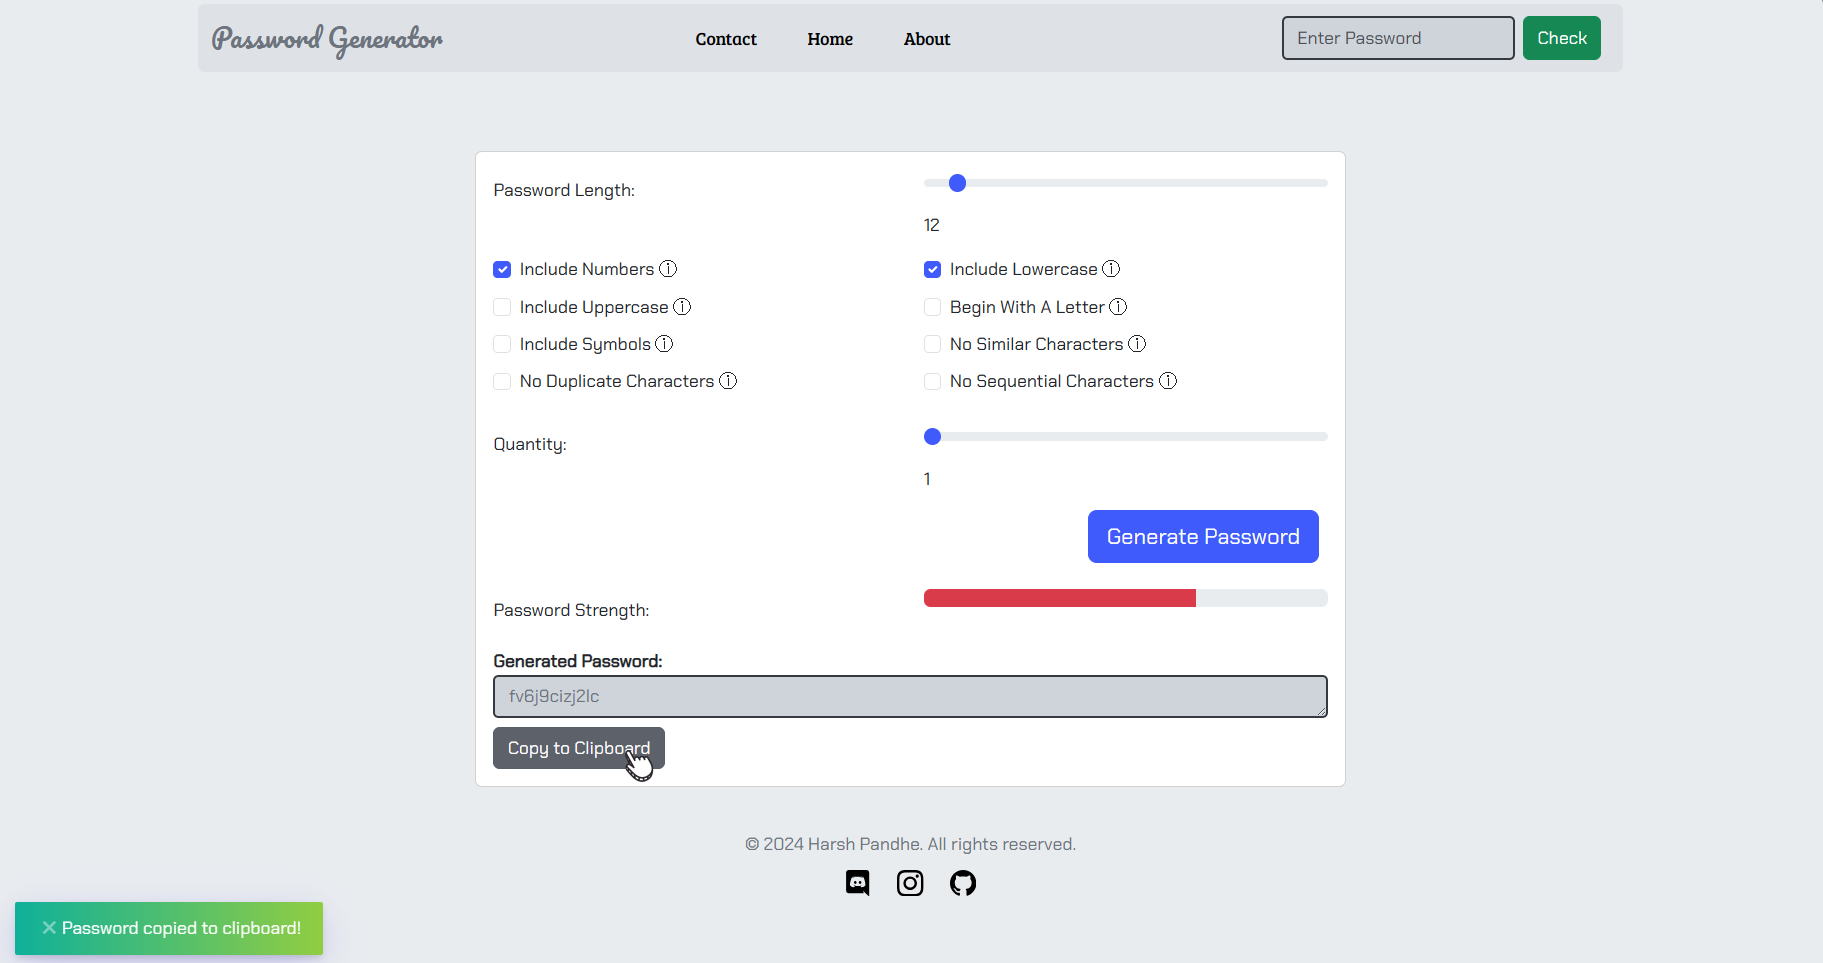 Password Generator Contact Home About Enter Password Check
Password Length:
12
Include Numbers Include Lowercase
Include Uppercase Begin With A Letter
Include Symbols No Similar Characters
No Duplicate Characters No Sequential Characters
Quantity:
1
Generate Password
Password Strength:
Generated Password:
fv6j9cizj2lc
Copy to Clipboard
© 2024 Harsh Pandhe. All rights reserved.
Password copied to clipboard!